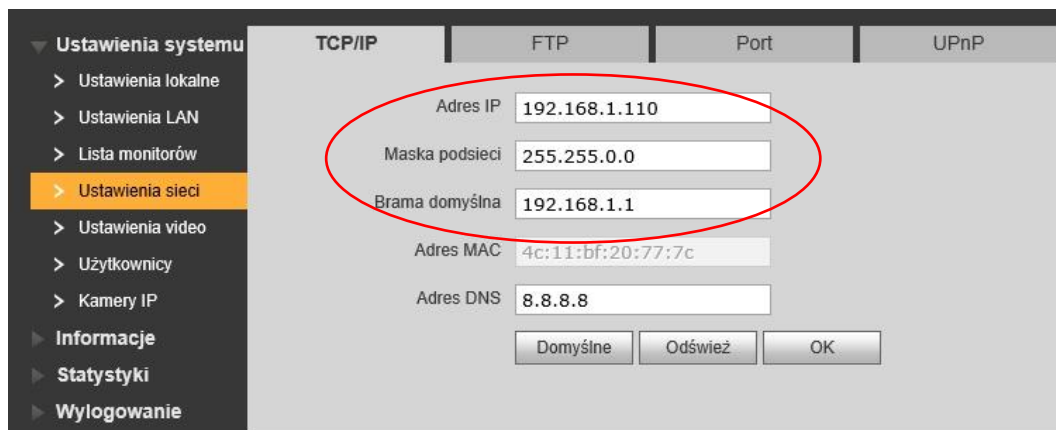 Ustawienia systemu
Ustawienia lokalne
Ustawienia LAN
Lista monitorów
Ustawienia sieci
Ustawienia video
Użytkownicy
Kamery IP
Informacje
Statystyki
Wylogowanie
TCP/IP FTP Port UPnP
Adres IP 192.168.1.110
Maska podsieci 255.255.0.0
Brama domyślna 192.168.1.1
Adres MAC 4c:11:bf:20:77:7c
Adres DNS 8.8.8.8
Domyślne Odśwież OK